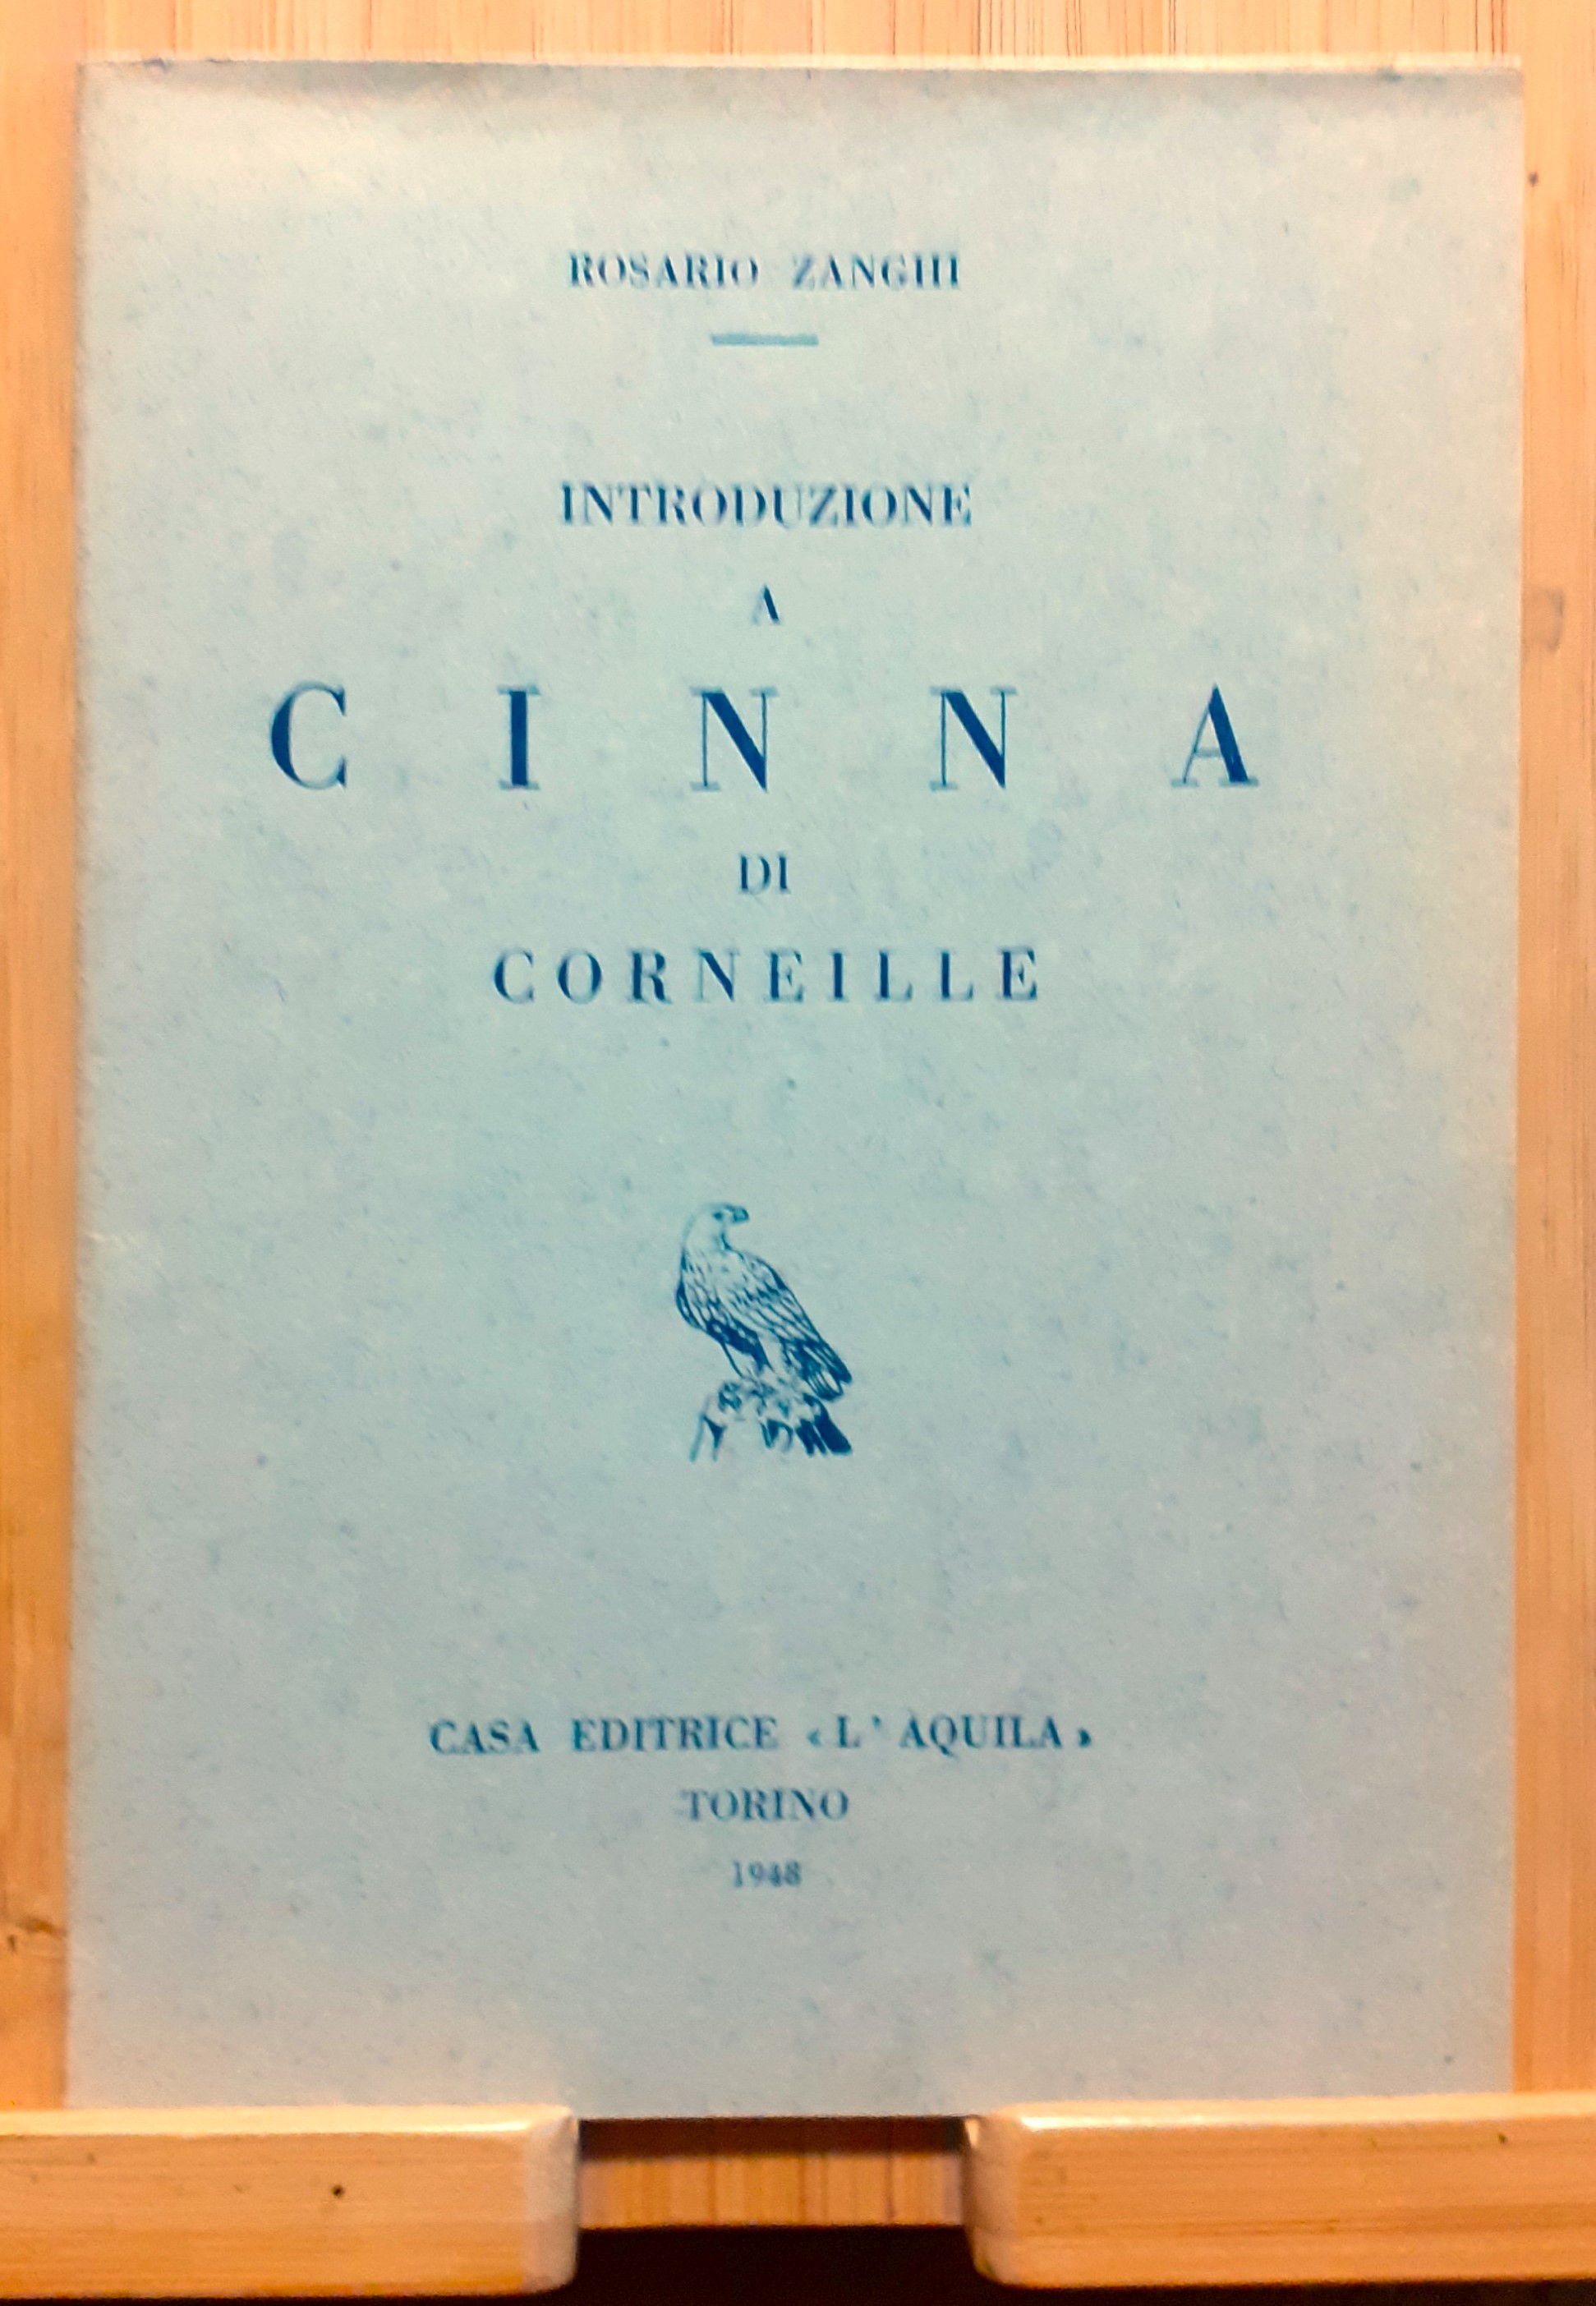 ROSARIO ZANGHI
INTRODUZIONE
A
CINNA
DI
CORNEILLE
CASA EDITRICE «L'AQUILA»
TORINO
1948